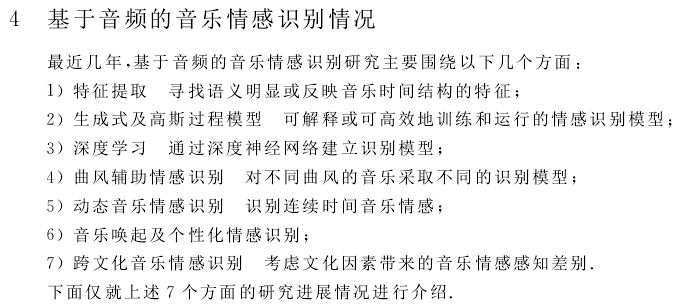 4 基于音频的音乐情感识别情况
最近几年,基于音频的音乐情感识别研究主要围绕以下几个方面:
1) 特征提取 寻找语义明显或反映音乐时间结构的特征;
2) 生成式及高斯过程模型 可解释或可高效地训练和运行的情感识别模型;
3) 深度学习 通过深度神经网络建立识别模型;
4) 曲风辅助情感识别 对不同曲风的音乐采取不同的识别模型;
5) 动态音乐情感识别 识别连续时间音乐情感;
6) 音乐唤起及个性化情感识别;
7) 跨文化音乐情感识别 考虑文化因素带来的音乐情感感知差别.
下面仅就上述 7 个方面的研究进展情况进行介绍.